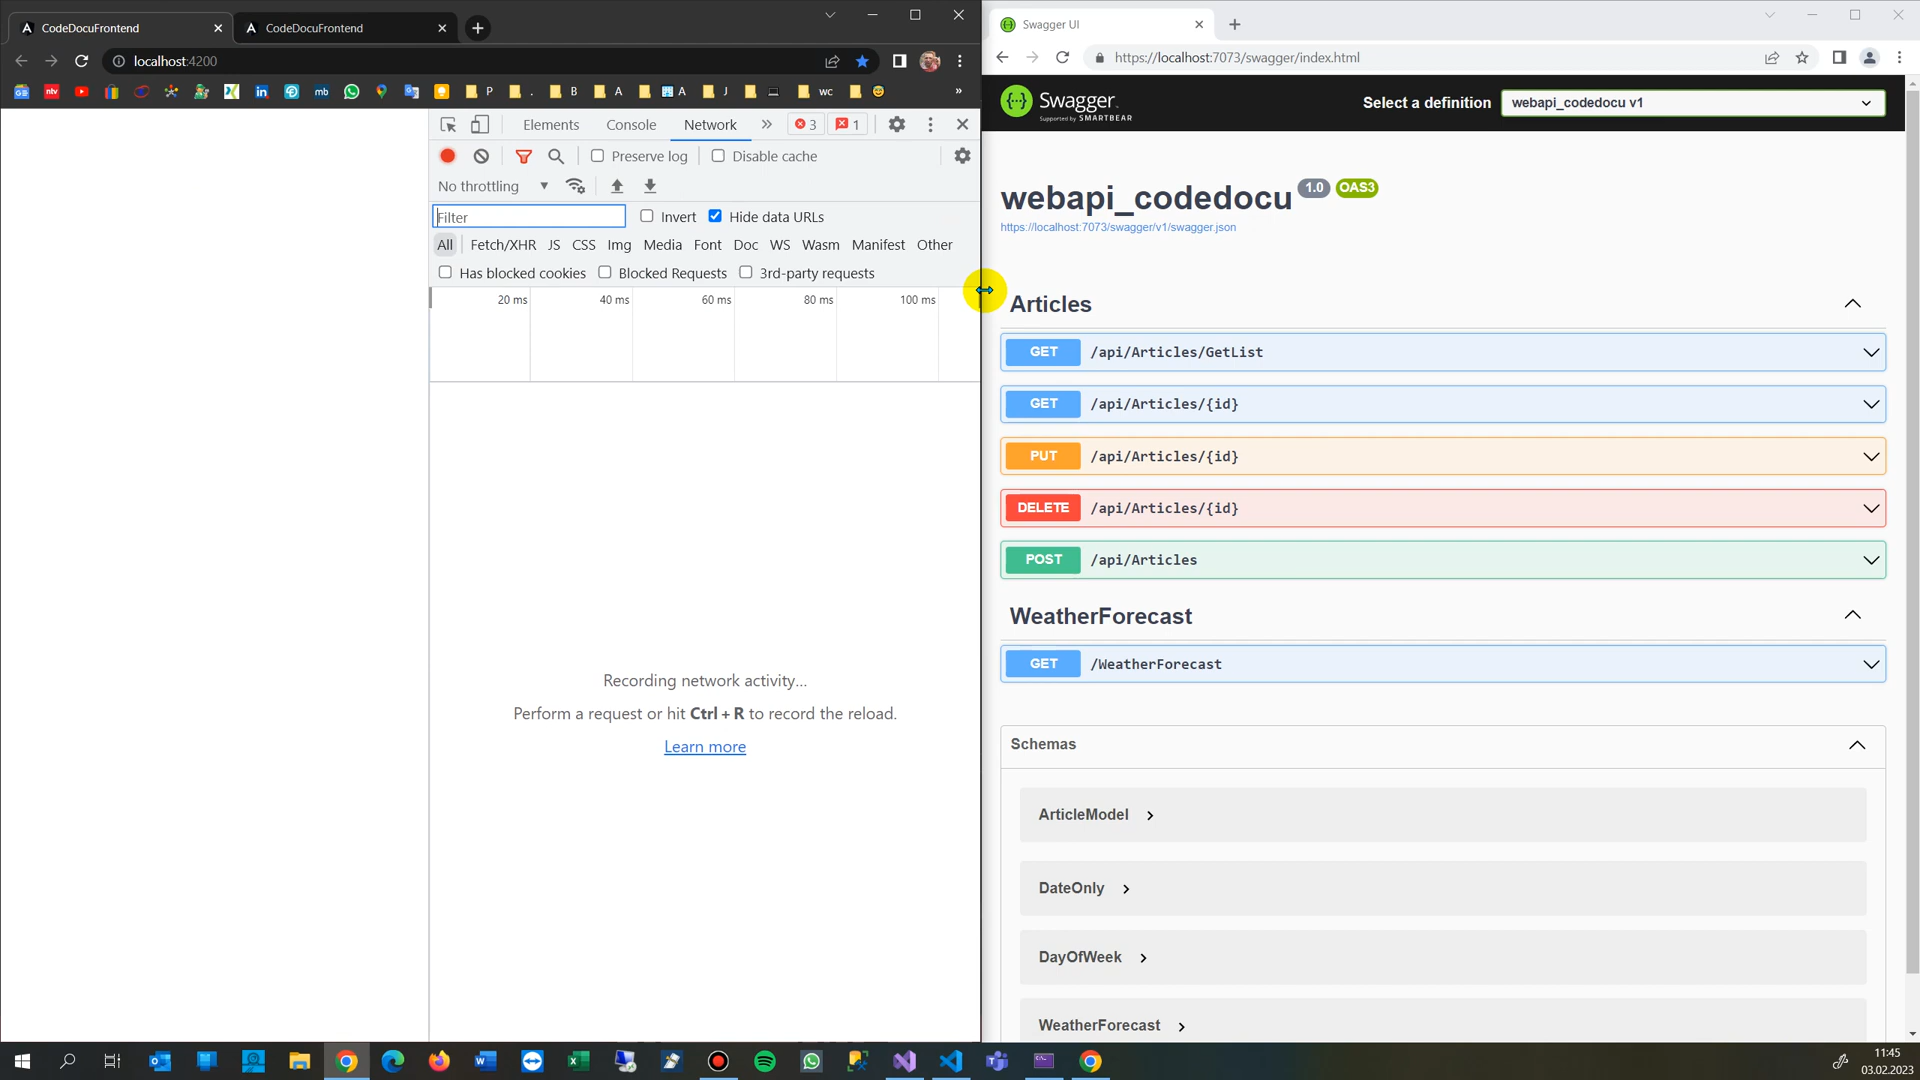 CodeDocuFrontend
CodeDocuFrontend
localhost:4200
P
.
B
A
A
J
wc
»
Elements Console Network » 3 1
Preserve log Disable cache
No throttling
Filter Invert Hide data URLs
All Fetch/XHR JS CSS Img Media Font Doc WS Wasm Manifest Other
Has blocked cookies Blocked Requests 3rd-party requests
20 ms 40 ms 60 ms 80 ms 100 ms
Recording network activity...
Perform a request or hit Ctrl + R to record the reload.
Learn more
Swagger UI
https://localhost:7073/swagger/index.html
Swagger.
Supported by SMARTBEAR
Select a definition webapi_codedocu v1
webapi_codedocu 1.0 OAS3
https://localhost:7073/swagger/v1/swagger.json
Articles
GET /api/Articles/GetList
GET /api/Articles/{id}
PUT /api/Articles/{id}
DELETE /api/Articles/{id}
POST /api/Articles
WeatherForecast
GET /WeatherForecast
Schemas
ArticleModel
DateOnly
DayOfWeek
WeatherForecast
11:45
03.02.2023